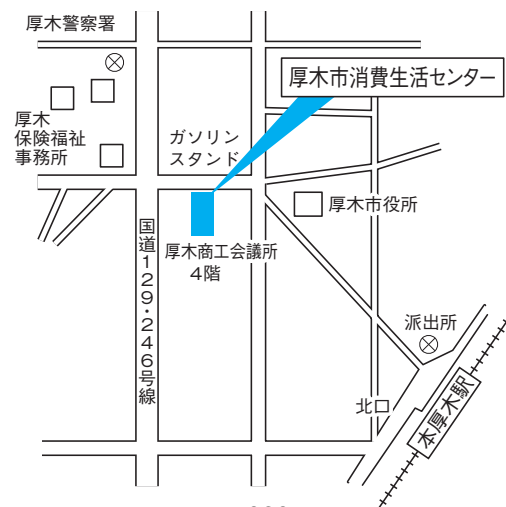 厚木警察署
厚木市消費生活センター
厚木
保険福祉
事務所
ガソリン
スタンド
厚木市役所
厚木商工会議所
4階
国道129・246号線
派出所
北口
本厚木駅